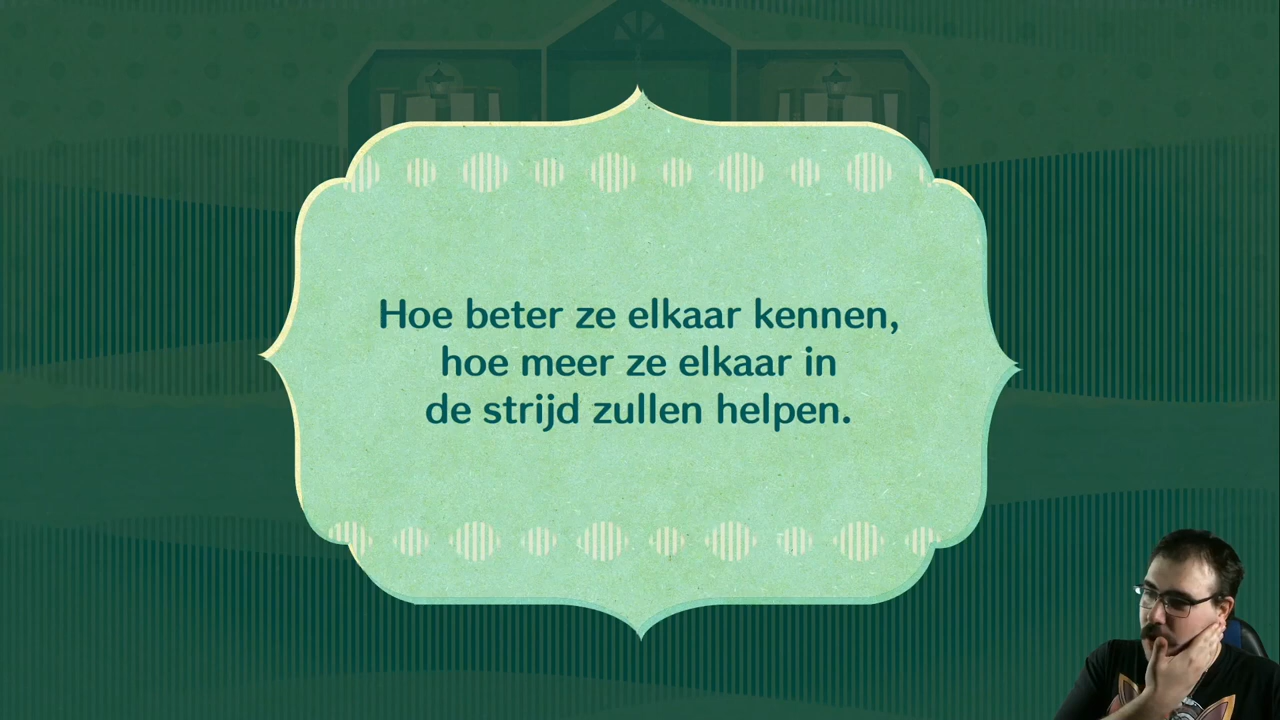 Hoe beter ze elkaar kennen,
hoe meer ze elkaar in
de strijd zullen helpen.